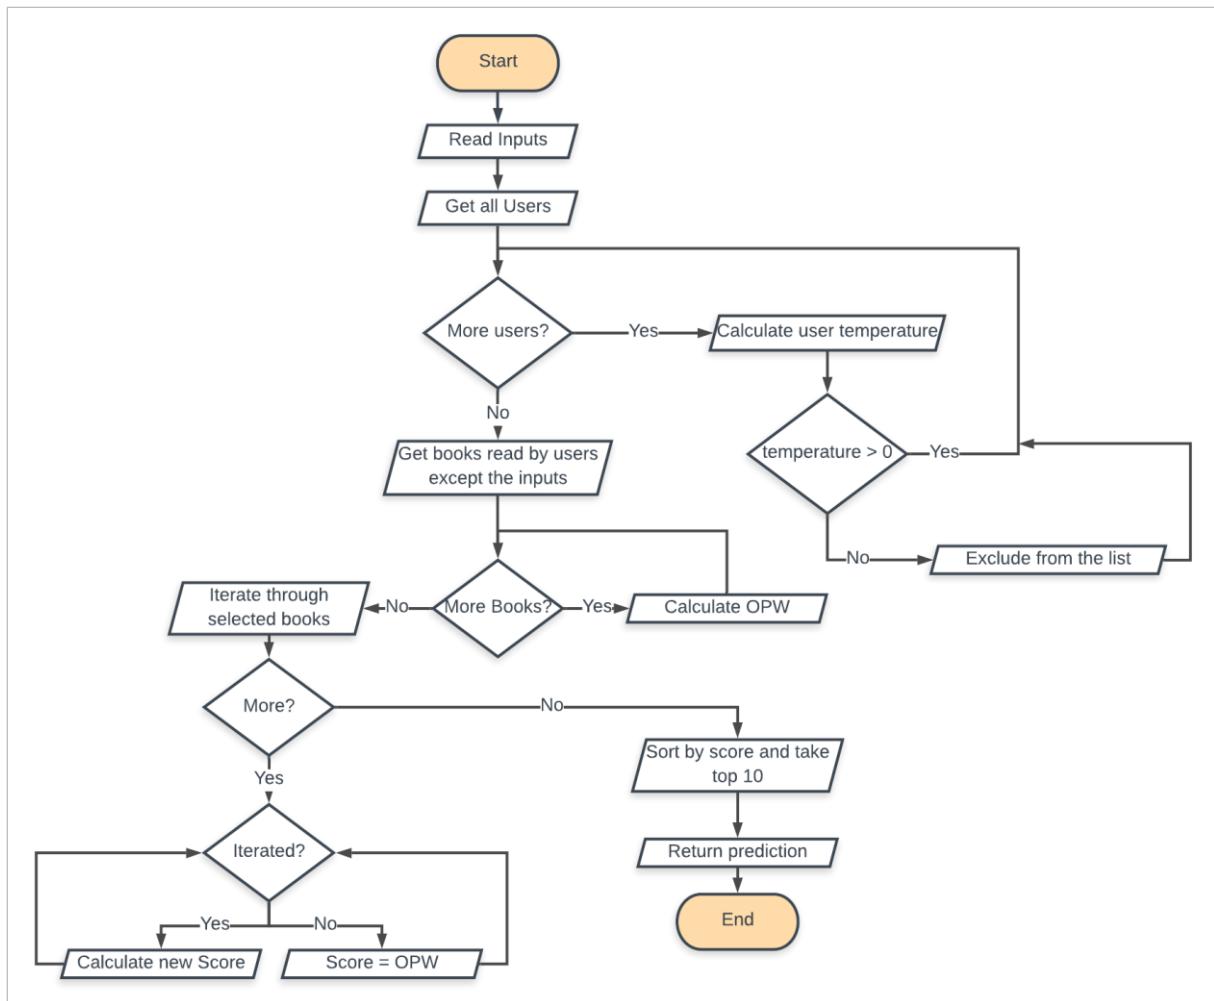 Start
Read Inputs
Get all Users
More users?
Yes
Calculate user temperature
No
temperature > 0
Yes
Get books read by users
except the inputs
No
Exclude from the list
More Books?
Yes
Calculate OPW
No
Iterate through
selected books
More?
No
Sort by score and take
top 10
Yes
Iterated?
Return prediction
Yes
No
End
Calculate new Score
Score = OPW